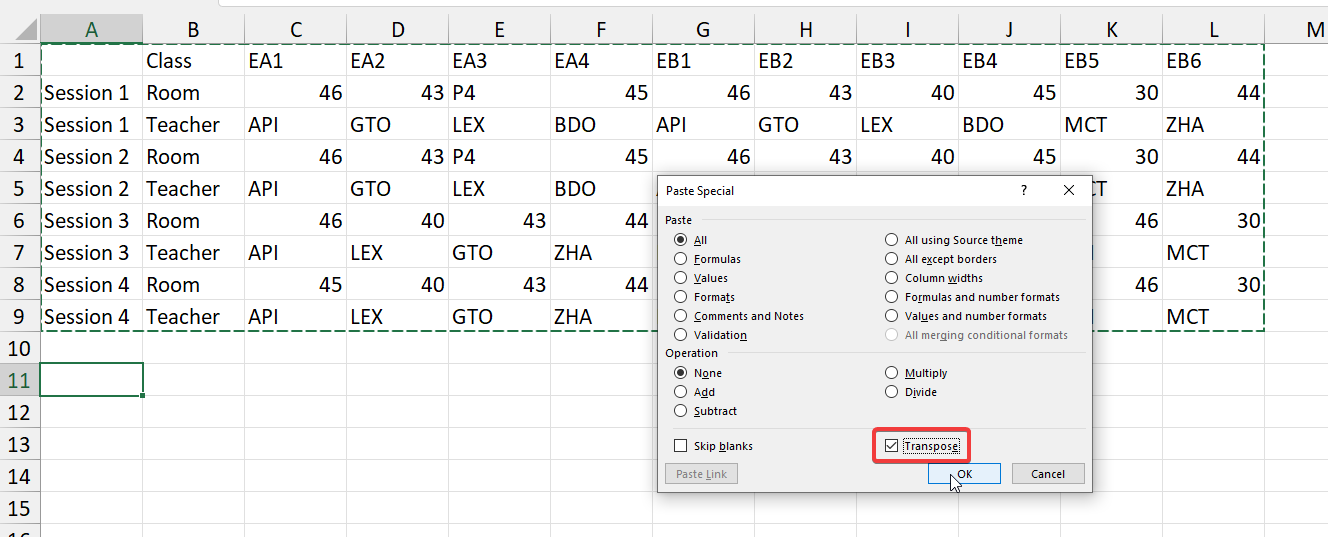 A B C D E F G H I J K L M
1 Class EA1 EA2 EA3 EA4 EB1 EB2 EB3 EB4 EB5 EB6
2 Session 1 Room 46 43 P4 45 46 43 40 45 30 44
3 Session 1 Teacher API GTO LEX BDO API GTO LEX BDO MCT ZHA
4 Session 2 Room 46 43 P4 45 46 43 40 45 30 44
5 Session 2 Teacher API GTO LEX BDO ZHA
6 Session 3 Room 46 40 43 44 46 30
7 Session 3 Teacher API LEX GTO ZHA MCT
8 Session 4 Room 45 40 43 44 46 30
9 Session 4 Teacher API LEX GTO ZHA MCT
10
11
12
13
14
15
Paste Special ?
Paste
All All using Source theme
Formulas All except borders
Values Column widths
Formats Formulas and number formats
Comments and Notes Values and number formats
Validation All merging conditional formats
Operation
None Multiply
Add Divide
Subtract
Skip blanks Transpose
Paste Link OK Cancel